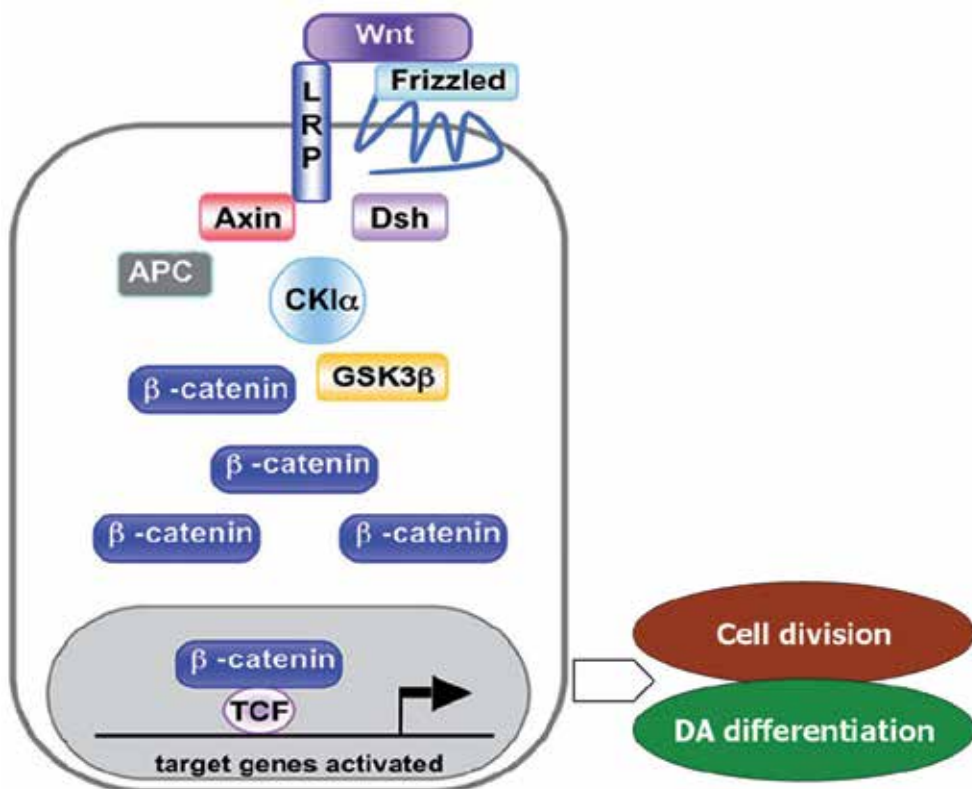 Wnt
Frizzled
LRP
Axin
Dsh
APC
CKIα
β -catenin
GSK3β
β -catenin
β -catenin
β -catenin
β -catenin
TCF
target genes activated
Cell division
DA differentiation